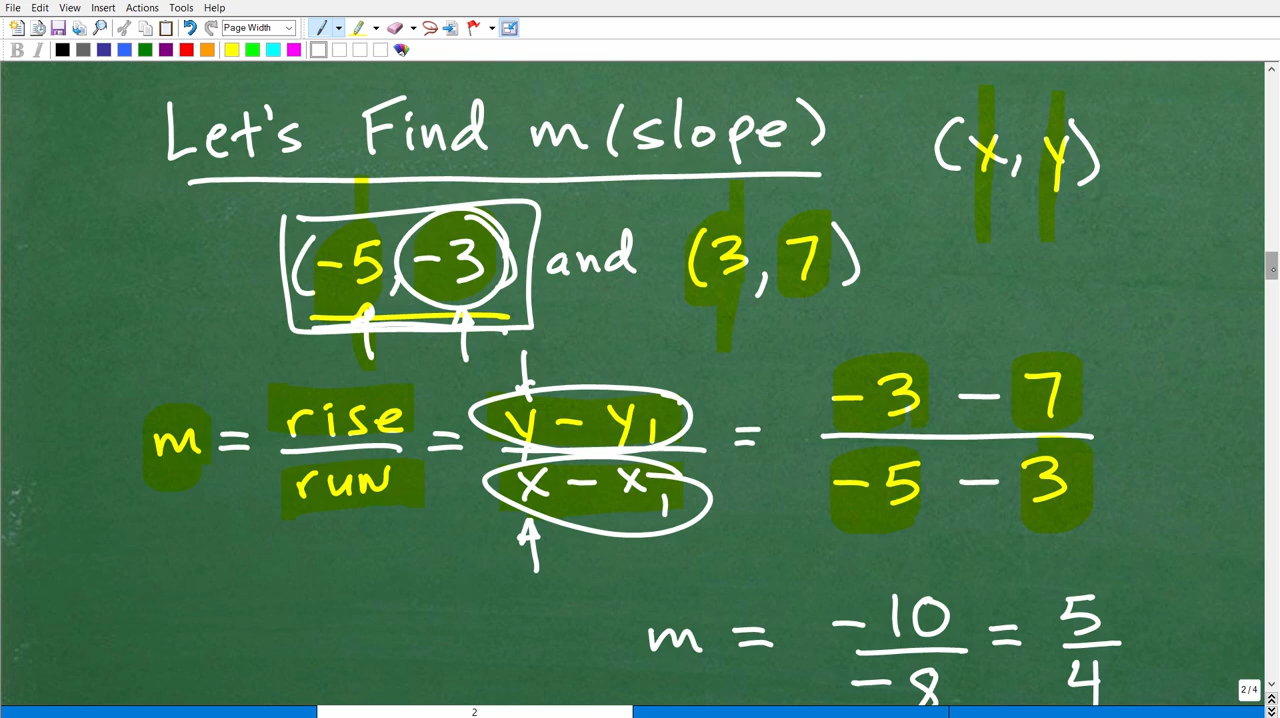 File Edit View Insert Actions Tools Help
Page Width
B I
Let's Find m (slope) (x, y)
(-5, -3) and (3, 7)
m = rise/run = y - y₁/x - x₁ = -3 - 7/-5 - 3
m = -10/-8 = 5/4
2 / 4
2